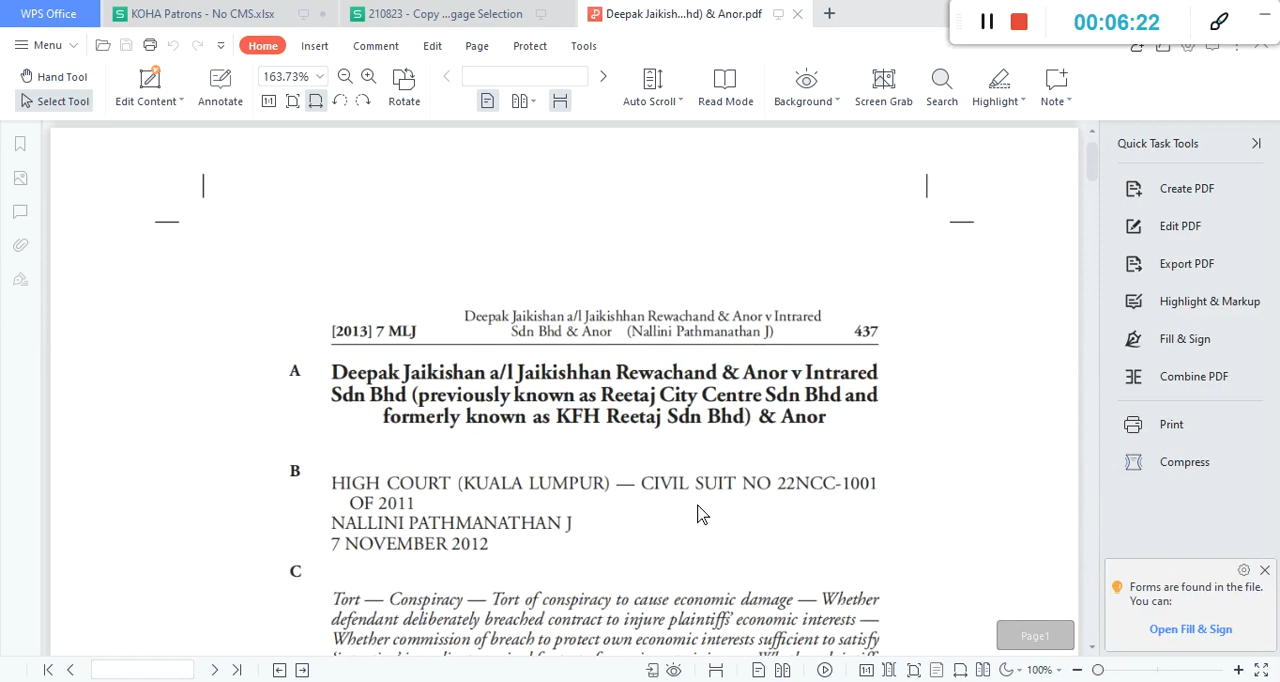 WPS Office
KOHA Patrons - No CMS.xlsx
210823 - Copy ...gage Selection
Deepak Jaikish...hd) & Anor.pdf
00:06:22
Menu
Home
Insert
Comment
Edit
Page
Protect
Tools
Hand Tool
Select Tool
Edit Content
Annotate
163.73%
Rotate
Auto Scroll
Read Mode
Background
Screen Grab
Search
Highlight
Note
Deepak Jaikishan a/l Jaikishhan Rewachand & Anor v Intrared
[2013] 7 MLJ Sdn Bhd & Anor (Nallini Pathmanathan J) 437
A Deepak Jaikishan a/l Jaikishhan Rewachand & Anor v Intrared
Sdn Bhd (previously known as Reetaj City Centre Sdn Bhd and
formerly known as KFH Reetaj Sdn Bhd) & Anor
B
HIGH COURT (KUALA LUMPUR) — CIVIL SUIT NO 22NCC-1001
OF 2011
NALLINI PATHMANATHAN J
7 NOVEMBER 2012
C
Tort — Conspiracy — Tort of conspiracy to cause economic damage — Whether
defendant deliberately breached contract to injure plaintiffs' economic interests —
Whether commission of breach to protect own economic interests sufficient to satisfy
Page1
Quick Task Tools
Create PDF
Edit PDF
Export PDF
Highlight & Markup
Fill & Sign
Combine PDF
Print
Compress
Forms are found in the file.
You can:
Open Fill & Sign
100%